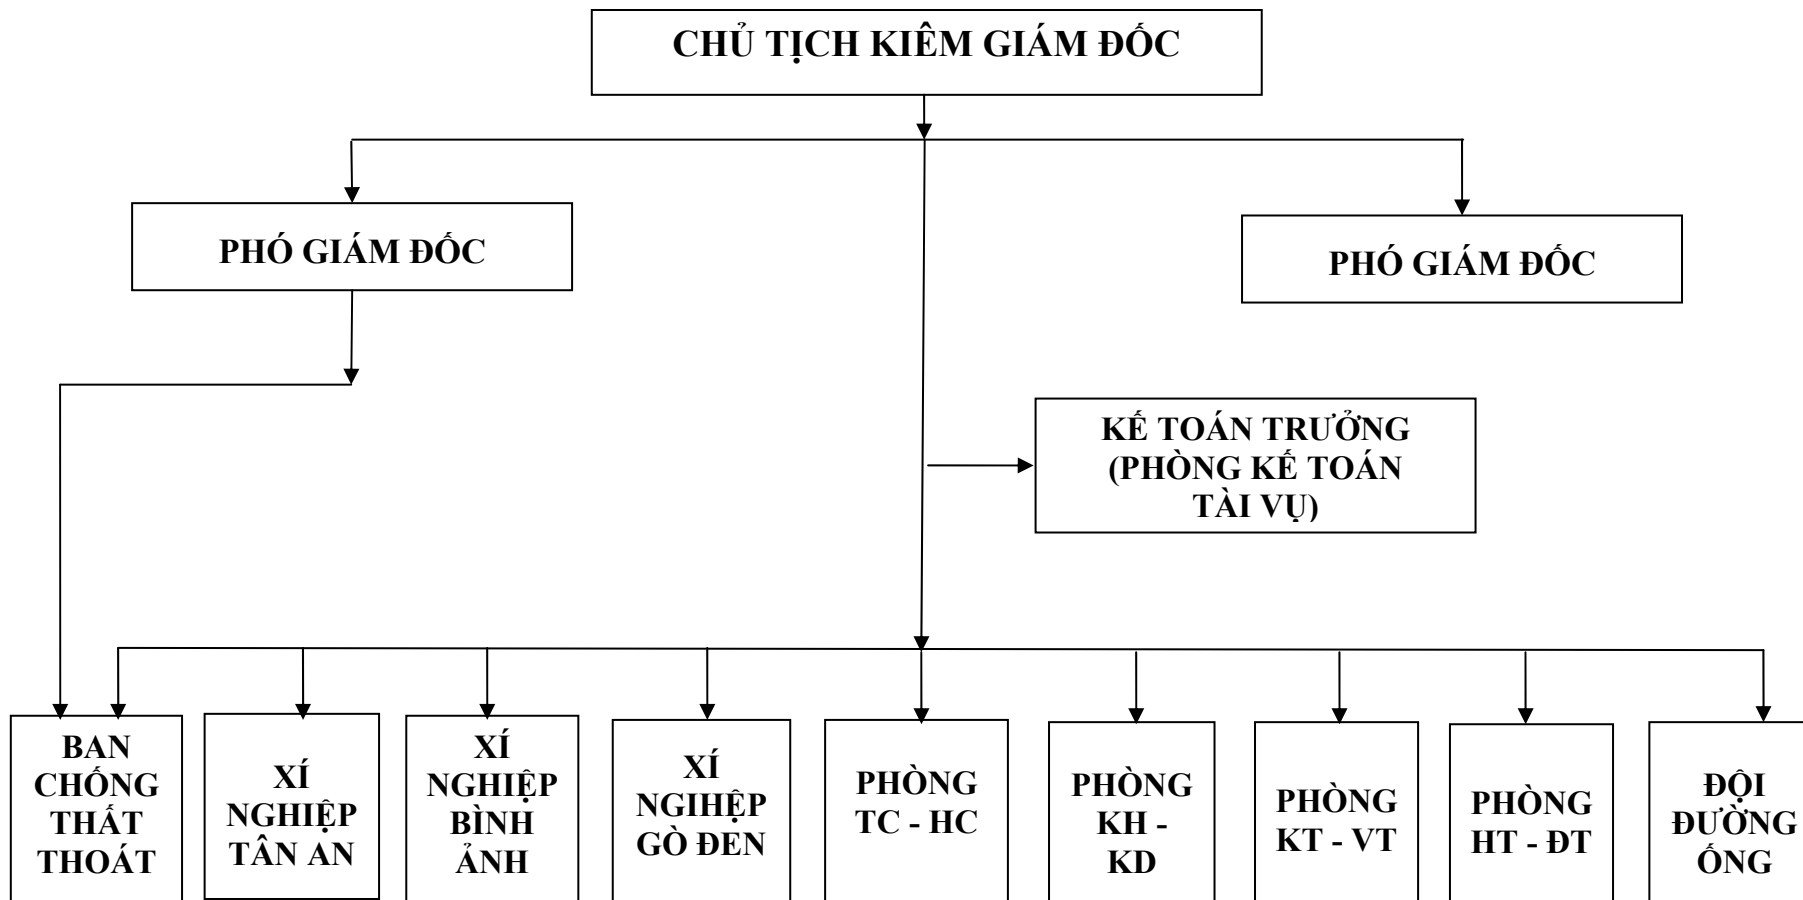 CHỦ TỊCH KIÊM GIÁM ĐỐC
PHÓ GIÁM ĐỐC
PHÓ GIÁM ĐỐC
KẾ TOÁN TRƯỞNG
(PHÒNG KẾ TOÁN
TÀI VỤ)
BAN
CHỐNG
THẤT
THOÁT
XÍ
NGHIỆP
TÂN AN
XÍ
NGHIỆP
BÌNH
ẢNH
XÍ
NGIHỆP
GÒ ĐEN
PHÒNG
TC - HC
PHÒNG
KH -
KD
PHÒNG
KT - VT
PHÒNG
HT - ĐT
ĐỘI
ĐƯỜNG
ỐNG